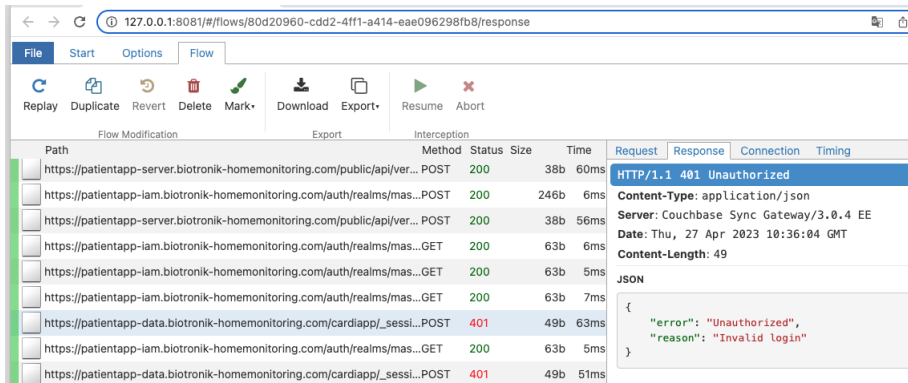 127.0.0.1:8081/#/flows/80d20960-cdd2-4ff1-a414-eae096298fb8/response
File Start Options Flow
Replay Duplicate Revert Delete Mark▾ Download Export▾ Resume Abort
Flow Modification Export Interception
Path Method Status Size Time
https://patientapp-server.biotronik-homemonitoring.com/public/api/ver... POST 200 38b 60ms
https://patientapp-iam.biotronik-homemonitoring.com/auth/realms/mas... POST 200 246b 6ms
https://patientapp-server.biotronik-homemonitoring.com/public/api/ver... POST 200 38b 56ms
https://patientapp-iam.biotronik-homemonitoring.com/auth/realms/mas...GET 200 63b 6ms
https://patientapp-iam.biotronik-homemonitoring.com/auth/realms/mas...GET 200 63b 5ms
https://patientapp-iam.biotronik-homemonitoring.com/auth/realms/mas...GET 200 63b 7ms
https://patientapp-data.biotronik-homemonitoring.com/cardiapp/_sessi...POST 401 49b 63ms
https://patientapp-iam.biotronik-homemonitoring.com/auth/realms/mas...GET 200 63b 5ms
https://patientapp-data.biotronik-homemonitoring.com/cardiapp/_sessi...POST 401 49b 51ms
Request Response Connection Timing
HTTP/1.1 401 Unauthorized
Content-Type: application/json
Server: Couchbase Sync Gateway/3.0.4 EE
Date: Thu, 27 Apr 2023 10:36:04 GMT
Content-Length: 49
JSON
{
"error": "Unauthorized",
"reason": "Invalid login"
}